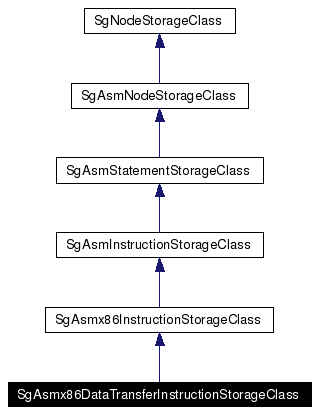 SgNodeStorageClass
SgAsmNodeStorageClass
SgAsmStatementStorageClass
SgAsmInstructionStorageClass
SgAsmx86InstructionStorageClass
SgAsmx86DataTransferInstructionStorageClass